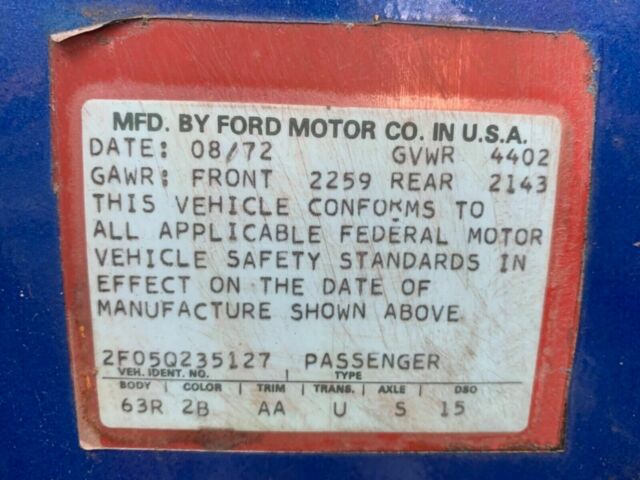 MFD. BY FORD MOTOR CO. IN U.S.A.
DATE: 08/72 GVWR 4402
GAWR: FRONT 2259 REAR 2143
THIS VEHICLE CONFORMS TO
ALL APPLICABLE FEDERAL MOTOR
VEHICLE SAFETY STANDARDS IN
EFFECT ON THE DATE OF
MANUFACTURE SHOWN ABOVE
2F05Q235127 PASSENGER
VEH. IDENT. NO. TYPE
BODY COLOR TRIM TRANS. AXLE DSO
63R 2B AA U S 15